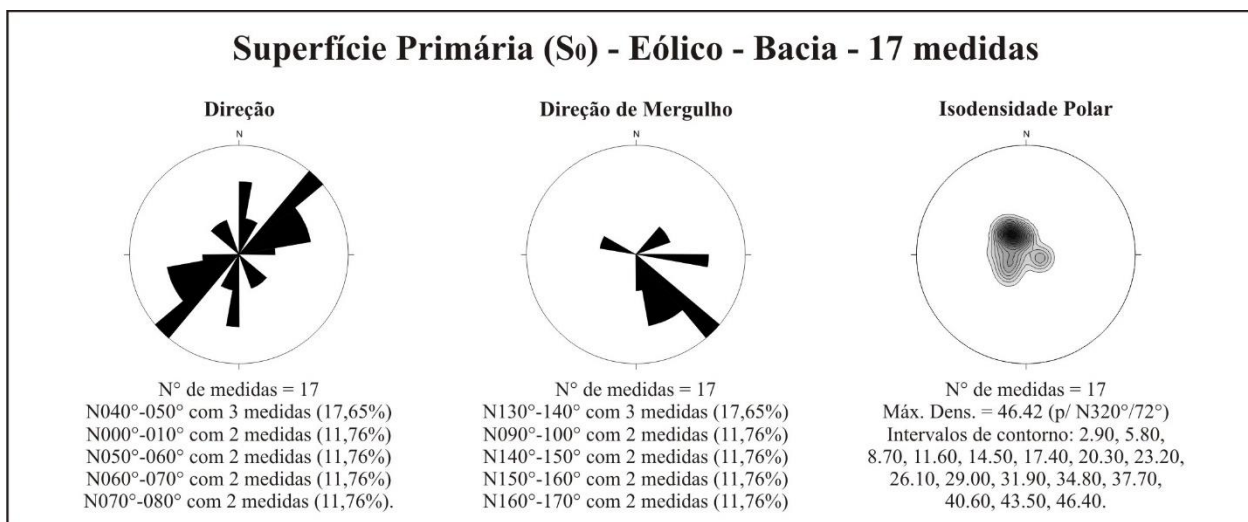 Superfície Primária (S₀) - Eólico - Bacia - 17 medidas
Direção
N
N° de medidas = 17
N040°-050° com 3 medidas (17,65%)
N000°-010° com 2 medidas (11,76%)
N050°-060° com 2 medidas (11,76%)
N060°-070° com 2 medidas (11,76%)
N070°-080° com 2 medidas (11,76%).
Direção de Mergulho
N
N° de medidas = 17
N130°-140° com 3 medidas (17,65%)
N090°-100° com 2 medidas (11,76%)
N140°-150° com 2 medidas (11,76%)
N150°-160° com 2 medidas (11,76%)
N160°-170° com 2 medidas (11,76%)
Isodensidade Polar
N
N° de medidas = 17
Máx. Dens. = 46.42 (p/ N320°/72°)
Intervalos de contorno: 2.90, 5.80,
8.70, 11.60, 14.50, 17.40, 20.30, 23.20,
26.10, 29.00, 31.90, 34.80, 37.70,
40.60, 43.50, 46.40.